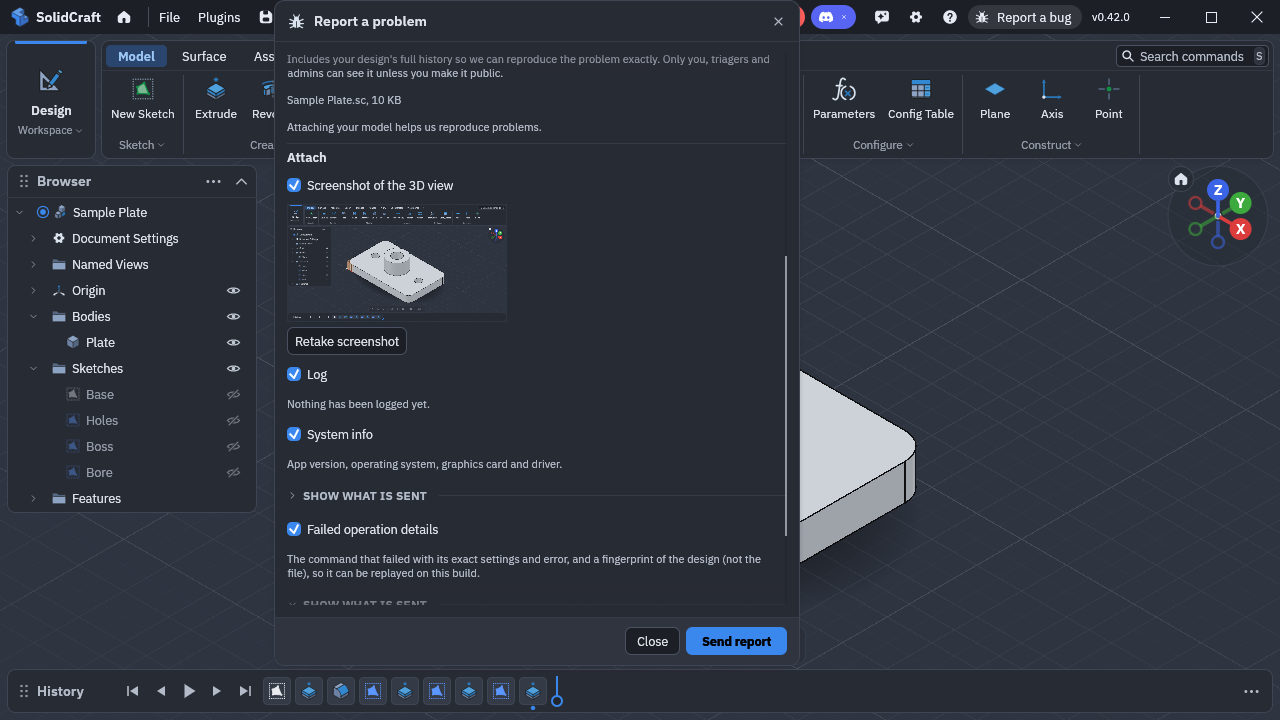 SolidCraft
File
Plugins
Report a problem
Report a bug
v0.42.0
Design
Workspace
Model
Surface
Search commands
S
New Sketch
Extrude
Parameters
Config Table
Plane
Axis
Point
Sketch
Configure
Construct
Includes your design's full history so we can reproduce the problem exactly. Only you, triagers and
admins can see it unless you make it public.
Sample Plate.sc, 10 KB
Attaching your model helps us reproduce problems.
Attach
Screenshot of the 3D view
Retake screenshot
Log
Nothing has been logged yet.
System info
App version, operating system, graphics card and driver.
SHOW WHAT IS SENT
Failed operation details
The command that failed with its exact settings and error, and a fingerprint of the design (not the
file), so it can be replayed on this build.
SHOW WHAT IS SENT
Close
Send report
Browser
Sample Plate
Document Settings
Named Views
Origin
Bodies
Plate
Sketches
Base
Holes
Boss
Bore
Features
Z
Y
X
History